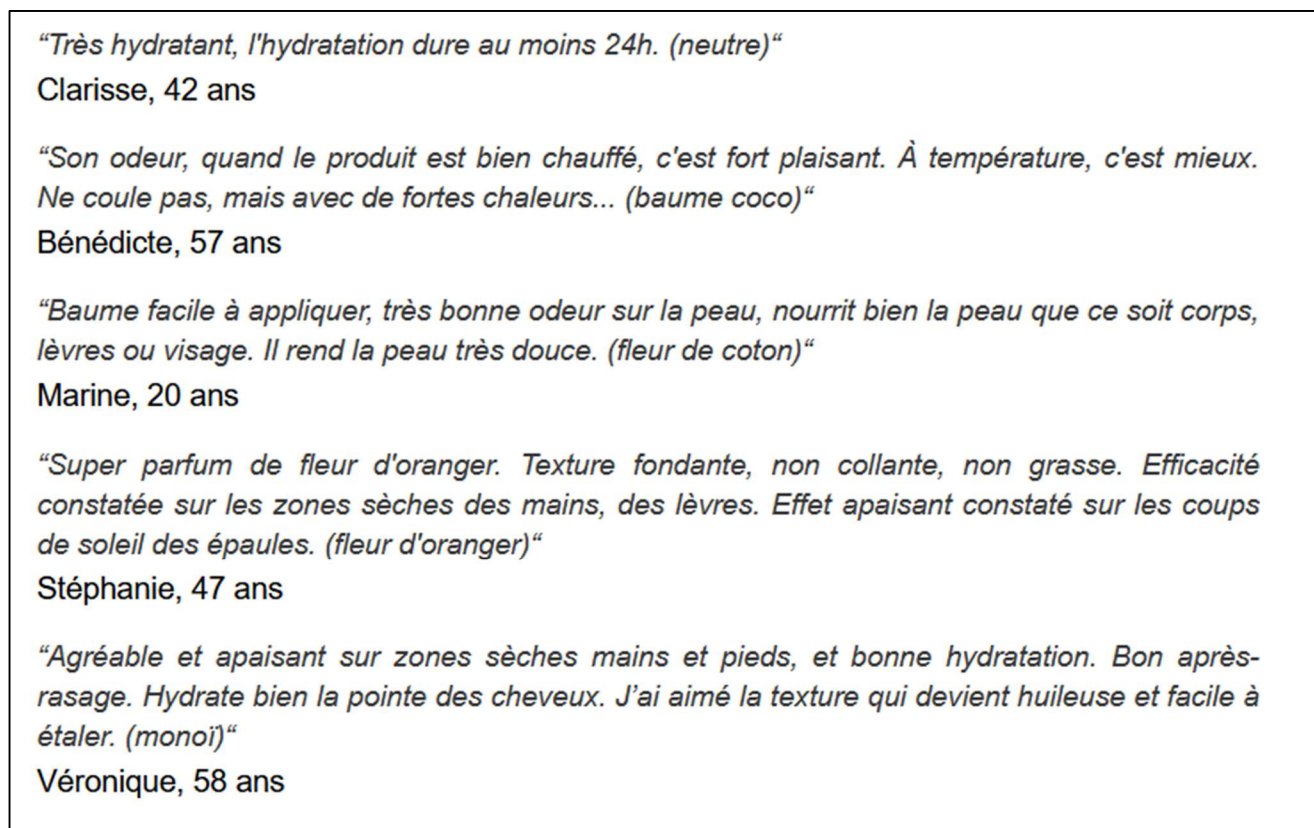 “Très hydratant, l'hydratation dure au moins 24h. (neutre)“
Clarisse, 42 ans
“Son odeur, quand le produit est bien chauffé, c'est fort plaisant. À température, c'est mieux.
Ne coule pas, mais avec de fortes chaleurs... (baume coco)“
Bénédicte, 57 ans
“Baume facile à appliquer, très bonne odeur sur la peau, nourrit bien la peau que ce soit corps,
lèvres ou visage. Il rend la peau très douce. (fleur de coton)“
Marine, 20 ans
“Super parfum de fleur d'oranger. Texture fondante, non collante, non grasse. Efficacité
constatée sur les zones sèches des mains, des lèvres. Effet apaisant constaté sur les coups
de soleil des épaules. (fleur d'oranger)“
Stéphanie, 47 ans
“Agréable et apaisant sur zones sèches mains et pieds, et bonne hydratation. Bon après-
rasage. Hydrate bien la pointe des cheveux. J’ai aimé la texture qui devient huileuse et facile à
étaler. (monoï)“
Véronique, 58 ans